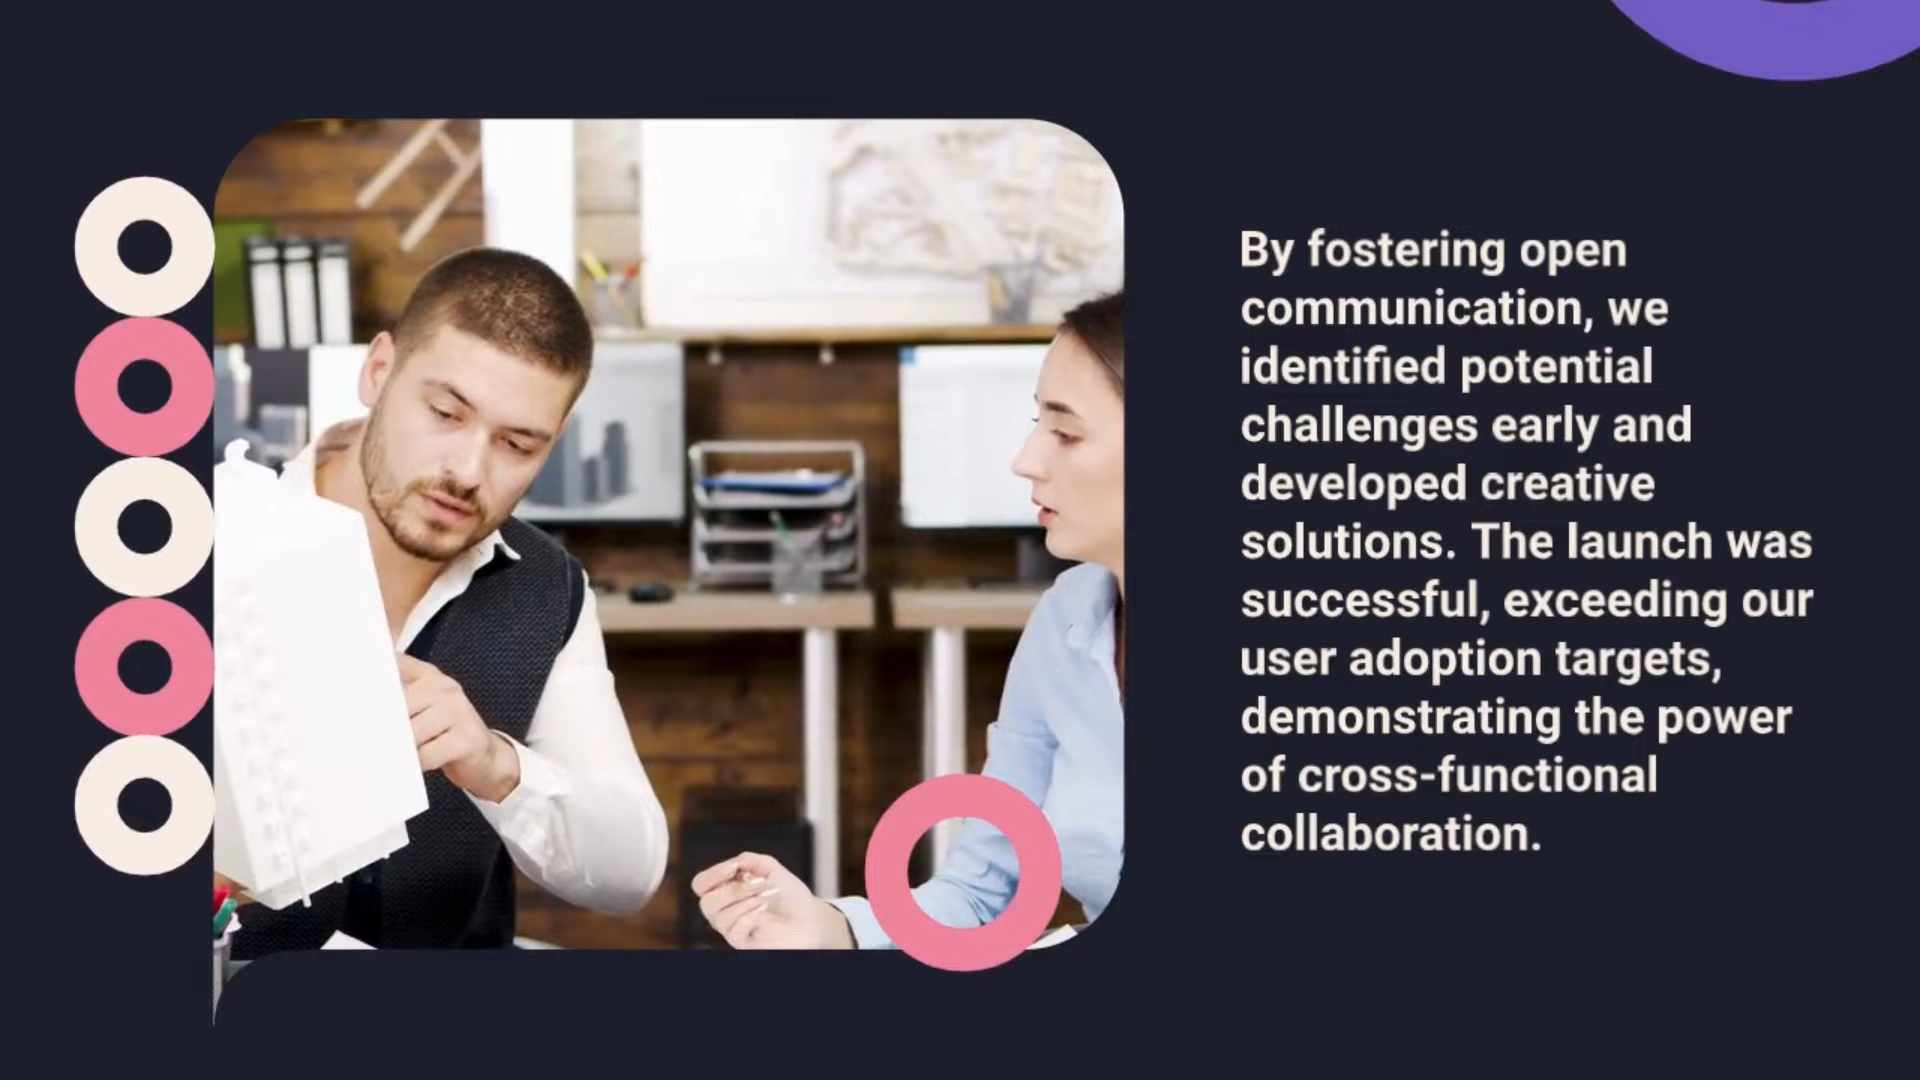 By fostering open
communication, we
identified potential
challenges early and
developed creative
solutions. The launch was
successful, exceeding our
user adoption targets,
demonstrating the power
of cross-functional
collaboration.